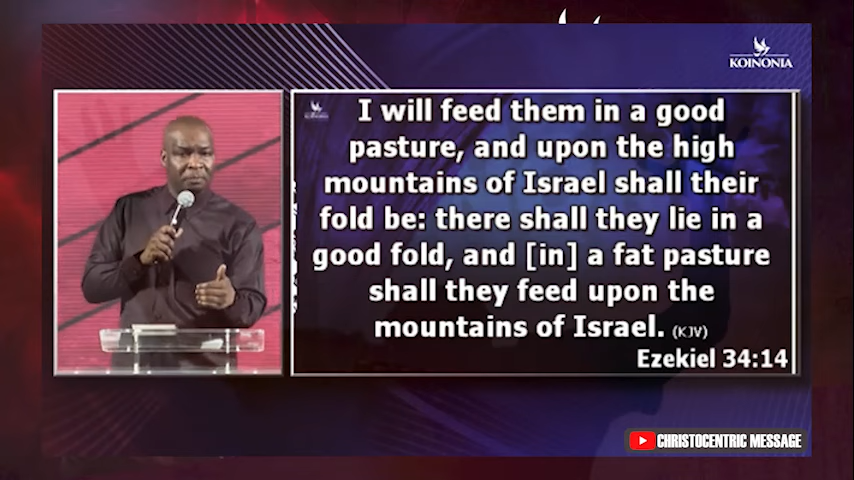 KOINONIA
I will feed them in a good
pasture, and upon the high
mountains of Israel shall their
fold be: there shall they lie in a
good fold, and [in] a fat pasture
shall they feed upon the
mountains of Israel. (KJV)
Ezekiel 34:14
CHRISTOCENTRIC MESSAGE